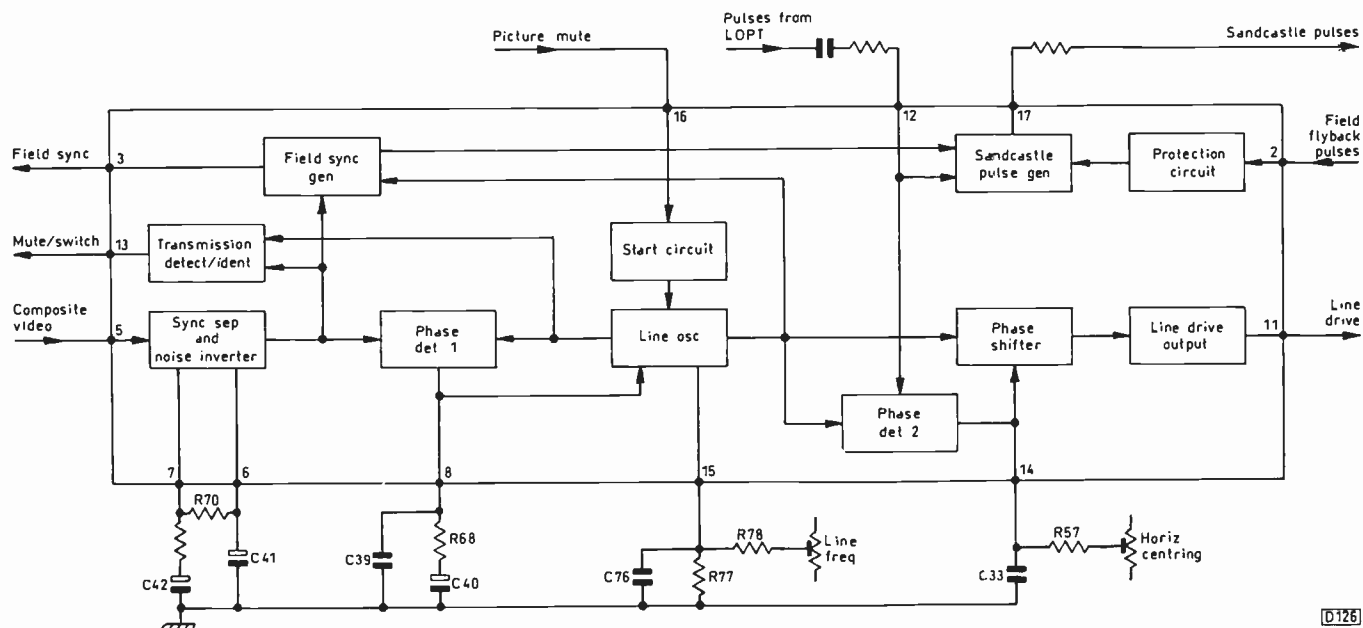 Pulses from
LOPT
Picture mute
Sandcastle pulses
16
12
17
Field
flyback
pulses
Field sync
3
Field sync
gen
Sandcastle
pulse gen
Protection
circuit
2
Mute/switch
13
Transmission
detect/ident
Start circuit
Composite
video
5
Sync sep
and
noise inverter
Phase
det 1
Line osc
Phase
shifter
Line drive
output
11
Line
drive
Phase
det 2
7
6
8
15
14
R70
C42
C41
C39
R68
C40
C76
R77
R78
Line
freq
C33
R57
Horiz
centring
D126